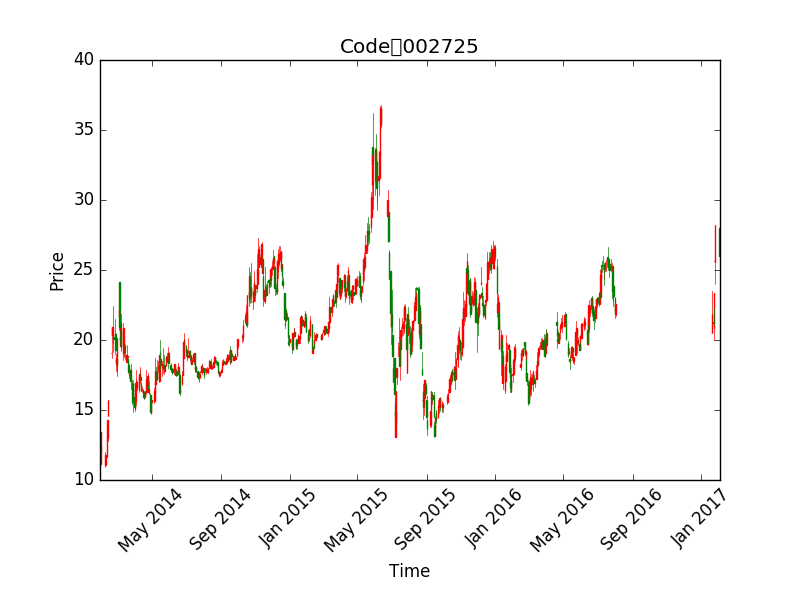 Code▯002725
40
35
30
25
20
15
10
Price
May 2014
Sep 2014
Jan 2015
May 2015
Sep 2015
Jan 2016
May 2016
Sep 2016
Jan 2017
Time